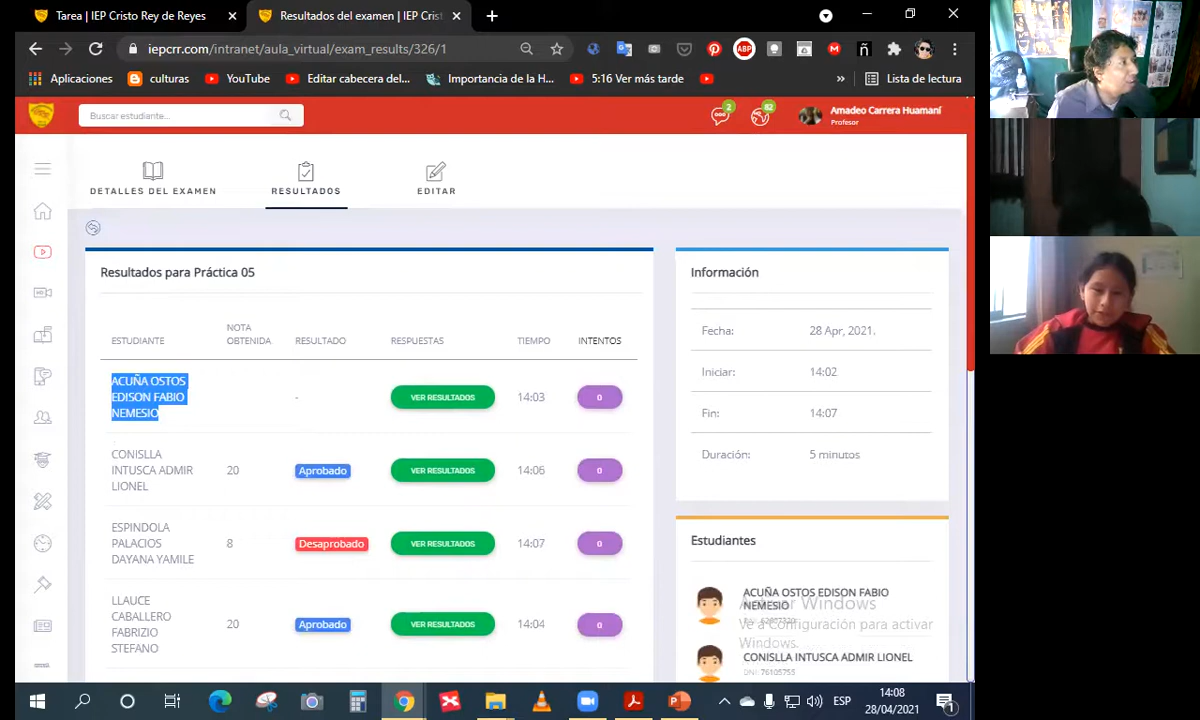 Tarea | IEP Cristo Rey de Reyes
Resultados del examen | IEP Cris
iepcrr.com/intranet/aula_virtual/exam_results/326/1
Aplicaciones
culturas
YouTube
Editar cabecera del...
Importancia de la H...
5:16 Ver más tarde
Lista de lectura
Buscar estudiante...
2
82
Amadeo Carrera Huamaní
Profesor
DETALLES DEL EXAMEN
RESULTADOS
EDITAR
Resultados para Práctica 05
ESTUDIANTE
NOTA
OBTENIDA
RESULTADO
RESPUESTAS
TIEMPO
INTENTOS
ACUÑA OSTOS
EDISON FABIO
NEMESIO
-
VER RESULTADOS
14:03
0
CONISLLA
INTUSCA ADMIR
LIONEL
20
Aprobado
VER RESULTADOS
14:06
0
ESPINDOLA
PALACIOS
DAYANA YAMILE
8
Desaprobado
VER RESULTADOS
14:07
0
LLAUCE
CABALLERO
FABRIZIO
STEFANO
20
Aprobado
VER RESULTADOS
14:04
0
Información
Fecha: 28 Apr, 2021.
Iniciar: 14:02
Fin: 14:07
Duración: 5 minutos
Estudiantes
ACUÑA OSTOS EDISON FABIO
NEMESIO
Activar Windows
Ve a Configuración para activar
Windows.
CONISLLA INTUSCA ADMIR LIONEL
DNI: 76105755
ESP
14:08
28/04/2021
1